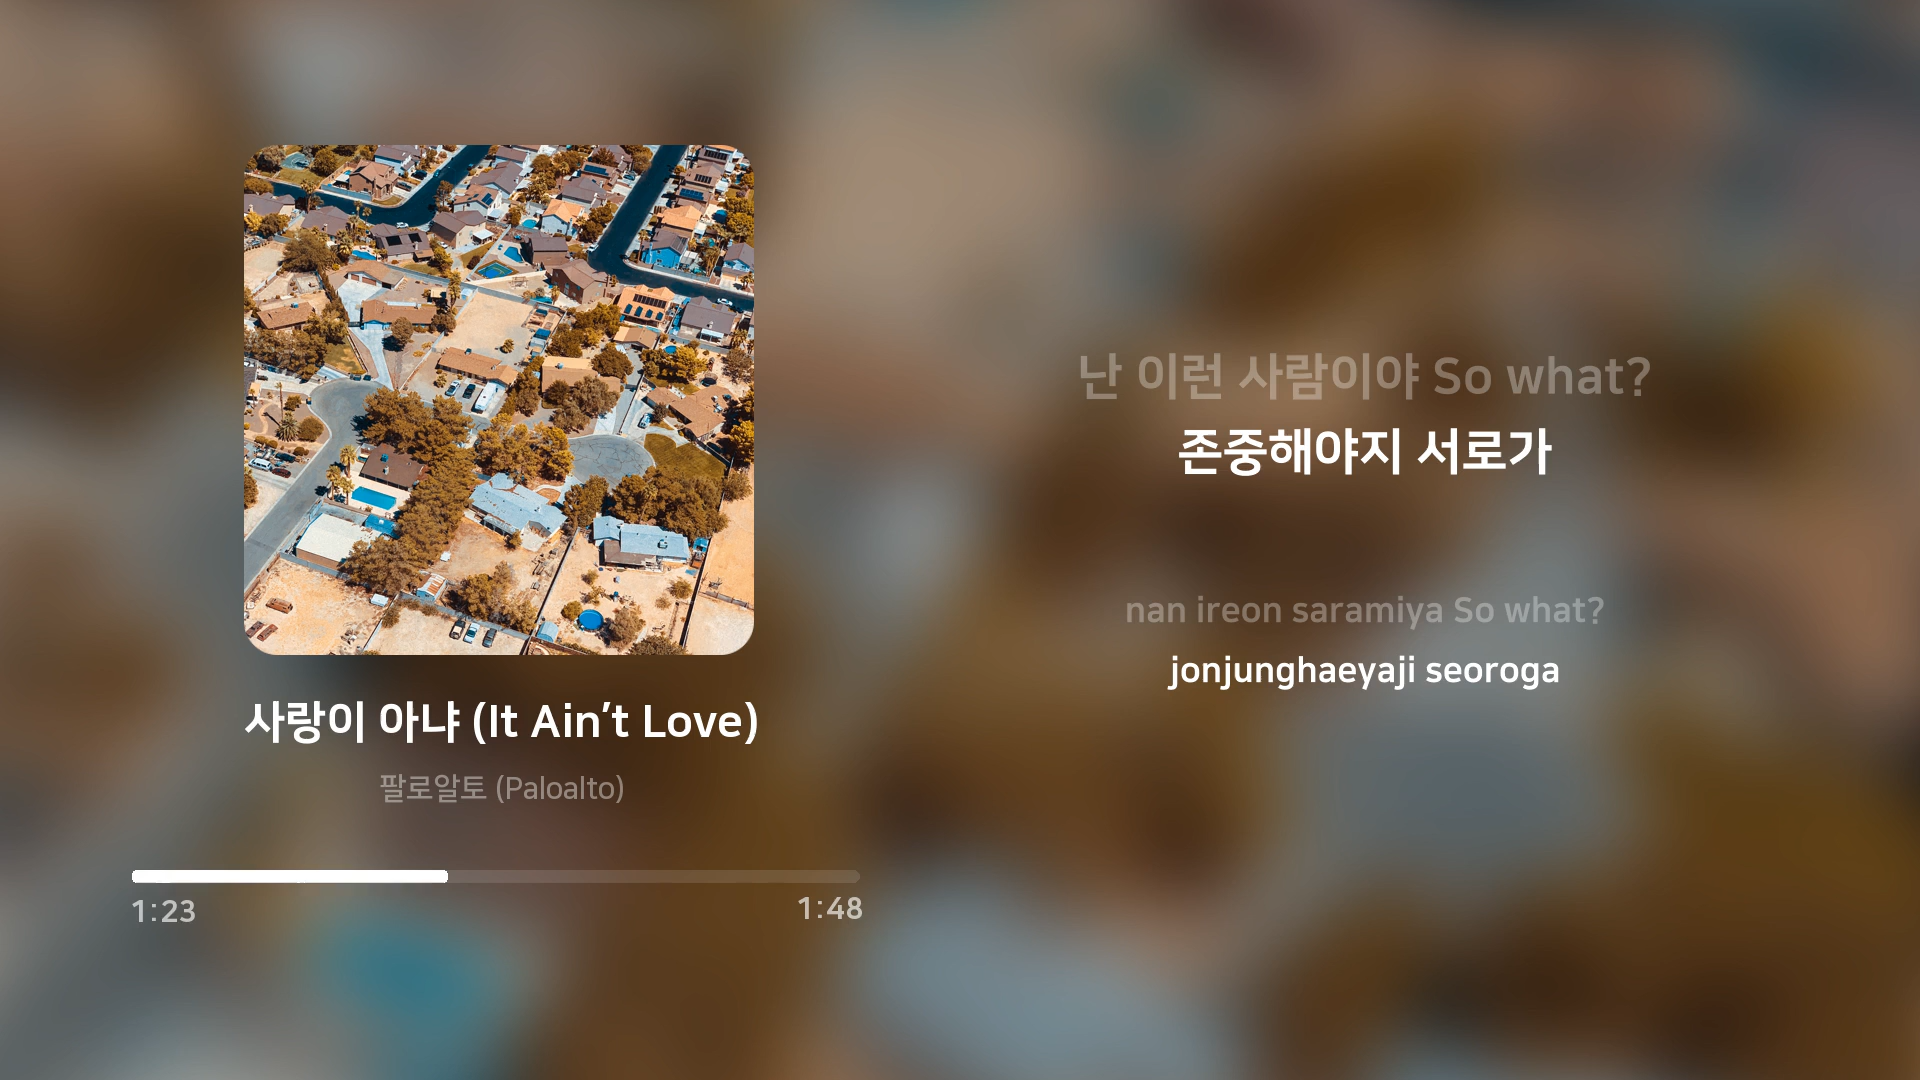 사랑이 아냐 (It Ain't Love)
팔로알토 (Paloalto)
1:23
1:48
난 이런 사람이야 So what?
존중해야지 서로가
nan ireon saramiya So what?
jonjunghaeyaji seoroga